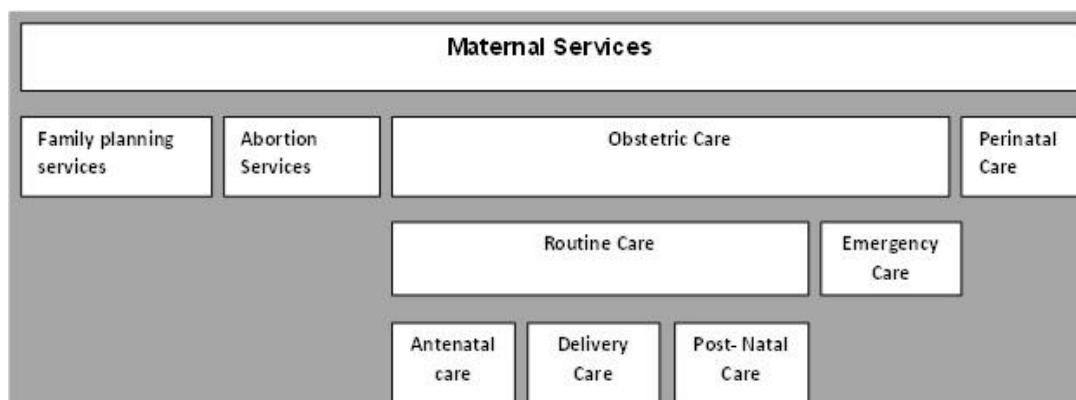 Maternal Services
Family planning
services
Abortion
Services
Obstetric Care
Perinatal
Care
Routine Care
Emergency
Care
Antenatal
care
Delivery
Care
Post- Natal
Care